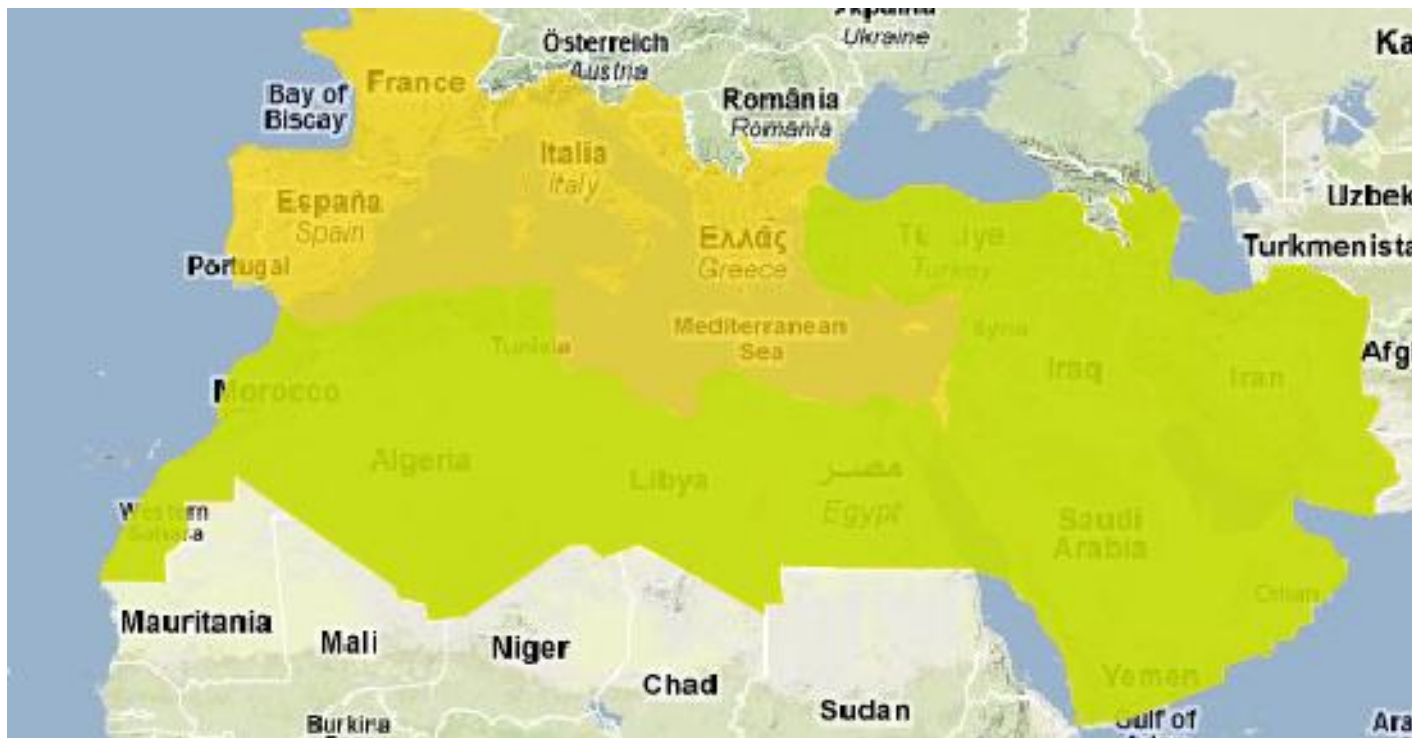 Україна
Ukraine
Österreich
Austria
Ka
France
Bay of
Biscay
România
Romania
Italia
Italy
Uzbek
España
Spain
Ελλάς
Greece
Turkey
Turkmenista
Portugal
Mediterranean
Sea
Syria
Tunisia
Afg
Iraq
Iran
Morocco
Algeria
Libya
مصر
Egypt
Western
Sahara
Saudi
Arabia
Oman
Mauritania
Mali
Niger
Chad
Sudan
Yemen
Burkina
Gulf of
Ara